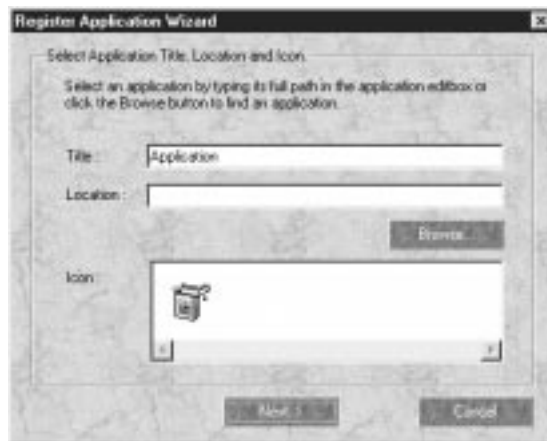 Register Application Wizard
Select Application Title, Location and Icon.
Select an application by typing its full path in the application editbox or
click the Browse button to find an application.
Title :
Application
Location :
Browse...
Icon :
Next >
Cancel